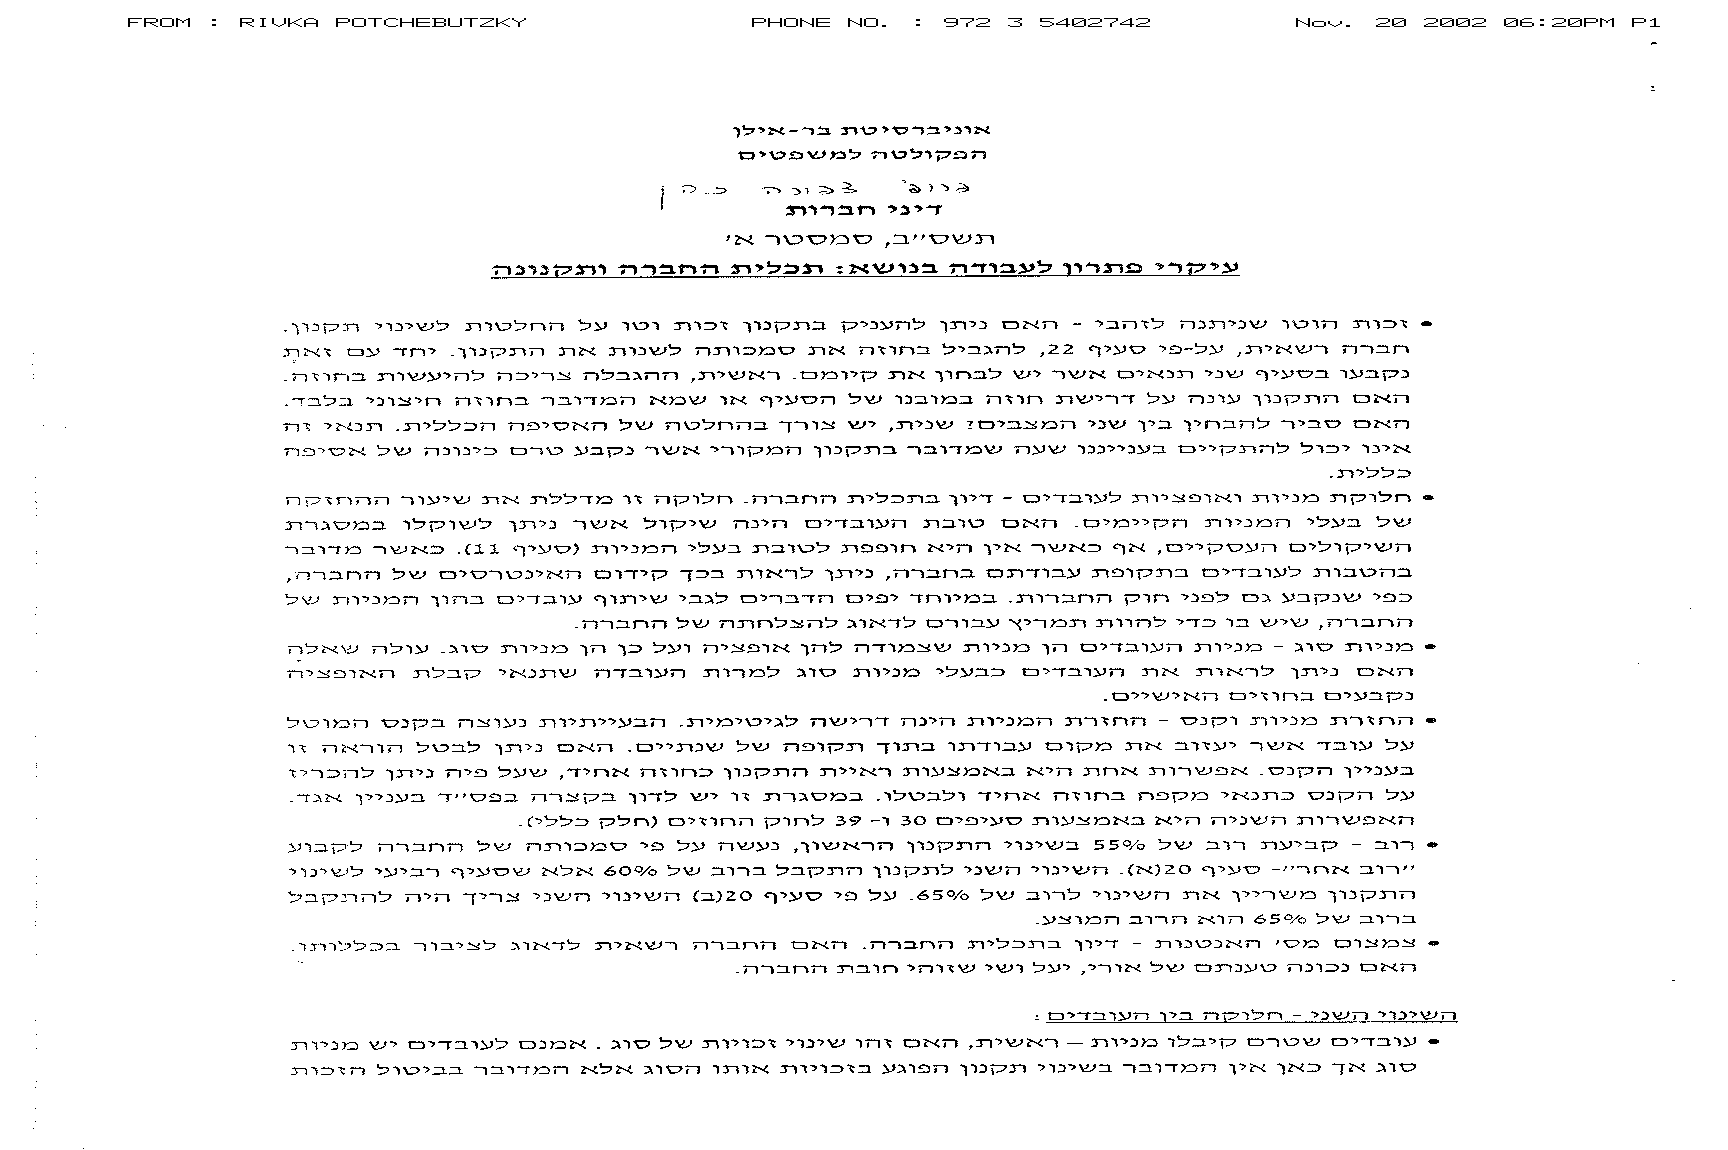 FROM : RIVKA POTCHEBUTZKY PHONE NO. : 972 3 5402742 Nov. 20 2002 06:20PM P1
אוניברסיטת בר-אילן
הפקולטה למשפטים
פרופ' צפורה כהן
דיני חברות
תשס״ב, סמסטר א׳
עיקרי פתרון לעבודה בנושא: תכלית החברה ותקנונה
• זכות הוטו שניתנה לזהבי - האם ניתן להעניק בתקנון זכות וטו על החלטות לשינוי תקנון.
חברה רשאית, על-פי סעיף 22, להגביל בחוזה את סמכותה לשנות את התקנון. יחד עם זאת
נקבעו בסעיף שני תנאים אשר יש לבחון את קיומם. ראשית, ההגבלה צריכה להיעשות בחוזה.
האם התקנון עונה על דרישת חוזה במובנו של הסעיף או שמא המדובר בחוזה חיצוני בלבד.
האם סביר להבחין בין שני המצבים? שנית, יש צורך בהחלטה של האסיפה הכללית. תנאי זה
אינו יכול להתקיים בענייננו שעה שמדובר בתקנון המקורי אשר נקבע טרם כינונה של אסיפה
כללית.
• חלוקת מניות ואופציות לעובדים - דיון בתכלית החברה. חלוקה זו מדללת את שיעור ההחזקה
של בעלי המניות הקיימים. האם טובת העובדים הינה שיקול אשר ניתן לשוקלו במסגרת
השיקולים העסקיים, אף כאשר אין היא חופפת לטובת בעלי המניות (סעיף 11). כאשר מדובר
בהטבות לעובדים בתקופת עבודתם בחברה, ניתן לראות בכך קידום האינטרסים של החברה,
כפי שנקבע גם לפני חוק החברות. במיוחד יפים הדברים לגבי שיתוף עובדים בהון המניות של
החברה, שיש בו כדי להוות תמריץ עבורם לדאוג להצלחתה של החברה.
• מניות סוג - מניות העובדים הן מניות שצמודה להן אופציה ועל כן הן מניות סוג. עולה שאלה
האם ניתן לראות את העובדים כבעלי מניות סוג למרות העובדה שתנאי קבלת האופציה
נקבעים בחוזים האישיים.
• החזרת מניות וקנס - החזרת המניות הינה דרישה לגיטימית. הבעייתיות נעוצה בקנס המוטל
על עובד אשר יעזוב את מקום עבודתו בתוך תקופה של שנתיים. האם ניתן לבטל הוראה זו
בעניין הקנס. אפשרות אחת היא באמצעות ראיית התקנון כחוזה אחיד, שעל פיה ניתן להכריז
על הקנס כתנאי מקפח בחוזה אחיד ולבטלו. במסגרת זו יש לדון בקצרה בפס״ד בעניין אגד.
האפשרות השניה היא באמצעות סעיפים 30 ו- 39 לחוק החוזים (חלק כללי).
• רוב - קביעת רוב של 55% בשינוי התקנון הראשון, נעשה על פי סמכותה של החברה לקבוע
״רוב אחר״- סעיף 20(א). השינוי השני לתקנון התקבל ברוב של 60% אלא שסעיף רביעי לשינוי
התקנון משריין את השינוי לרוב של 65%. על פי סעיף 20(ב) השינוי השני צריך היה להתקבל
ברוב של 65% הוא הרוב המוצע.
• צמצום מס׳ האנטנות - דיון בתכלית החברה. האם החברה רשאית לדאוג לציבור בכללותו.
האם נכונה טענתם של אורי, יעל ושי שזוהי חובת החברה.
השינוי השני - חלוקה בין העובדים:
• עובדים שטרם קיבלו מניות – ראשית, האם זהו שינוי זכויות של סוג . אמנם לעובדים יש מניות
סוג אך כאן אין המדובר בשינוי תקנון הפוגע בזכויות אותו הסוג אלא המדובר בביטול הזכות